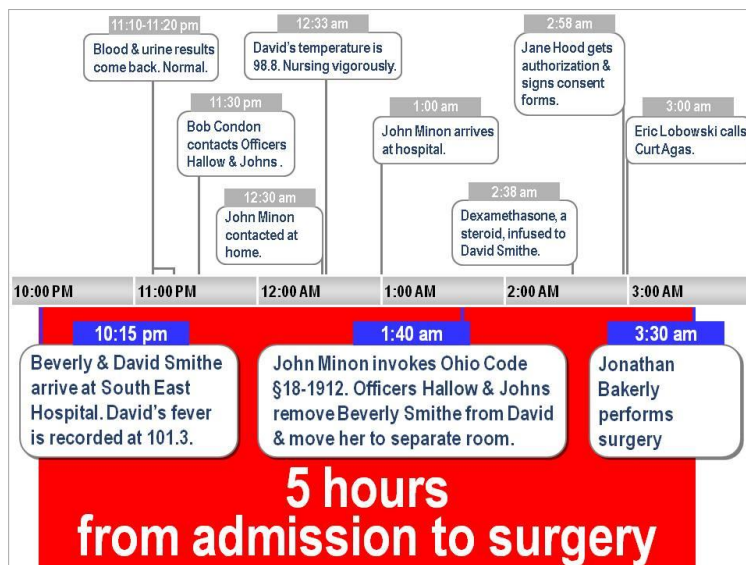 11:10-11:20 pm
Blood & urine results
come back. Normal.
11:30 pm
Bob Condon
contacts Officers
Hallow & Johns .
12:30 am
John Minon
contacted at
home.
12:33 am
David's temperature is
98.8. Nursing vigorously.
1:00 am
John Minon arrives
at hospital.
2:38 am
Dexamethasone, a
steroid, infused to
David Smithe.
2:58 am
Jane Hood gets
authorization &
signs consent
forms.
3:00 am
Eric Lobowski calls
Curt Agas.
10:00 PM
11:00 PM
12:00 AM
1:00 AM
2:00 AM
3:00 AM
10:15 pm
Beverly & David Smithe
arrive at South East
Hospital. David's fever
is recorded at 101.3.
1:40 am
John Minon invokes Ohio Code
§18-1912. Officers Hallow & Johns
remove Beverly Smithe from David
& move her to separate room.
3:30 am
Jonathan
Bakerly
performs
surgery
5 hours
from admission to surgery